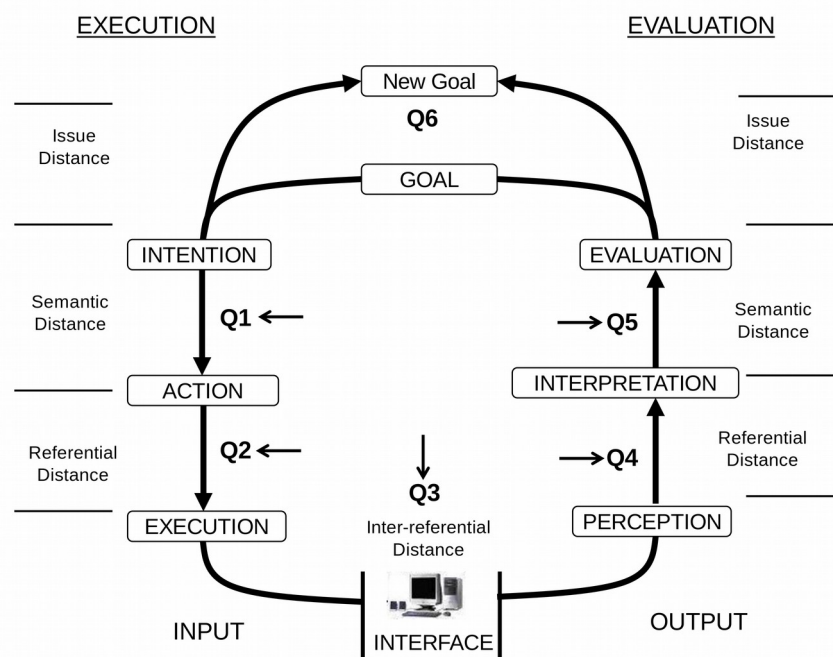 EXECUTION
EVALUATION
New Goal
Q6
Issue
Distance
Issue
Distance
GOAL
INTENTION
EVALUATION
Semantic
Distance
Q1
Q5
Semantic
Distance
ACTION
INTERPRETATION
Referential
Distance
Q2
Q4
Referential
Distance
Q3
EXECUTION
PERCEPTION
Inter-referential
Distance
INPUT
OUTPUT
INTERFACE